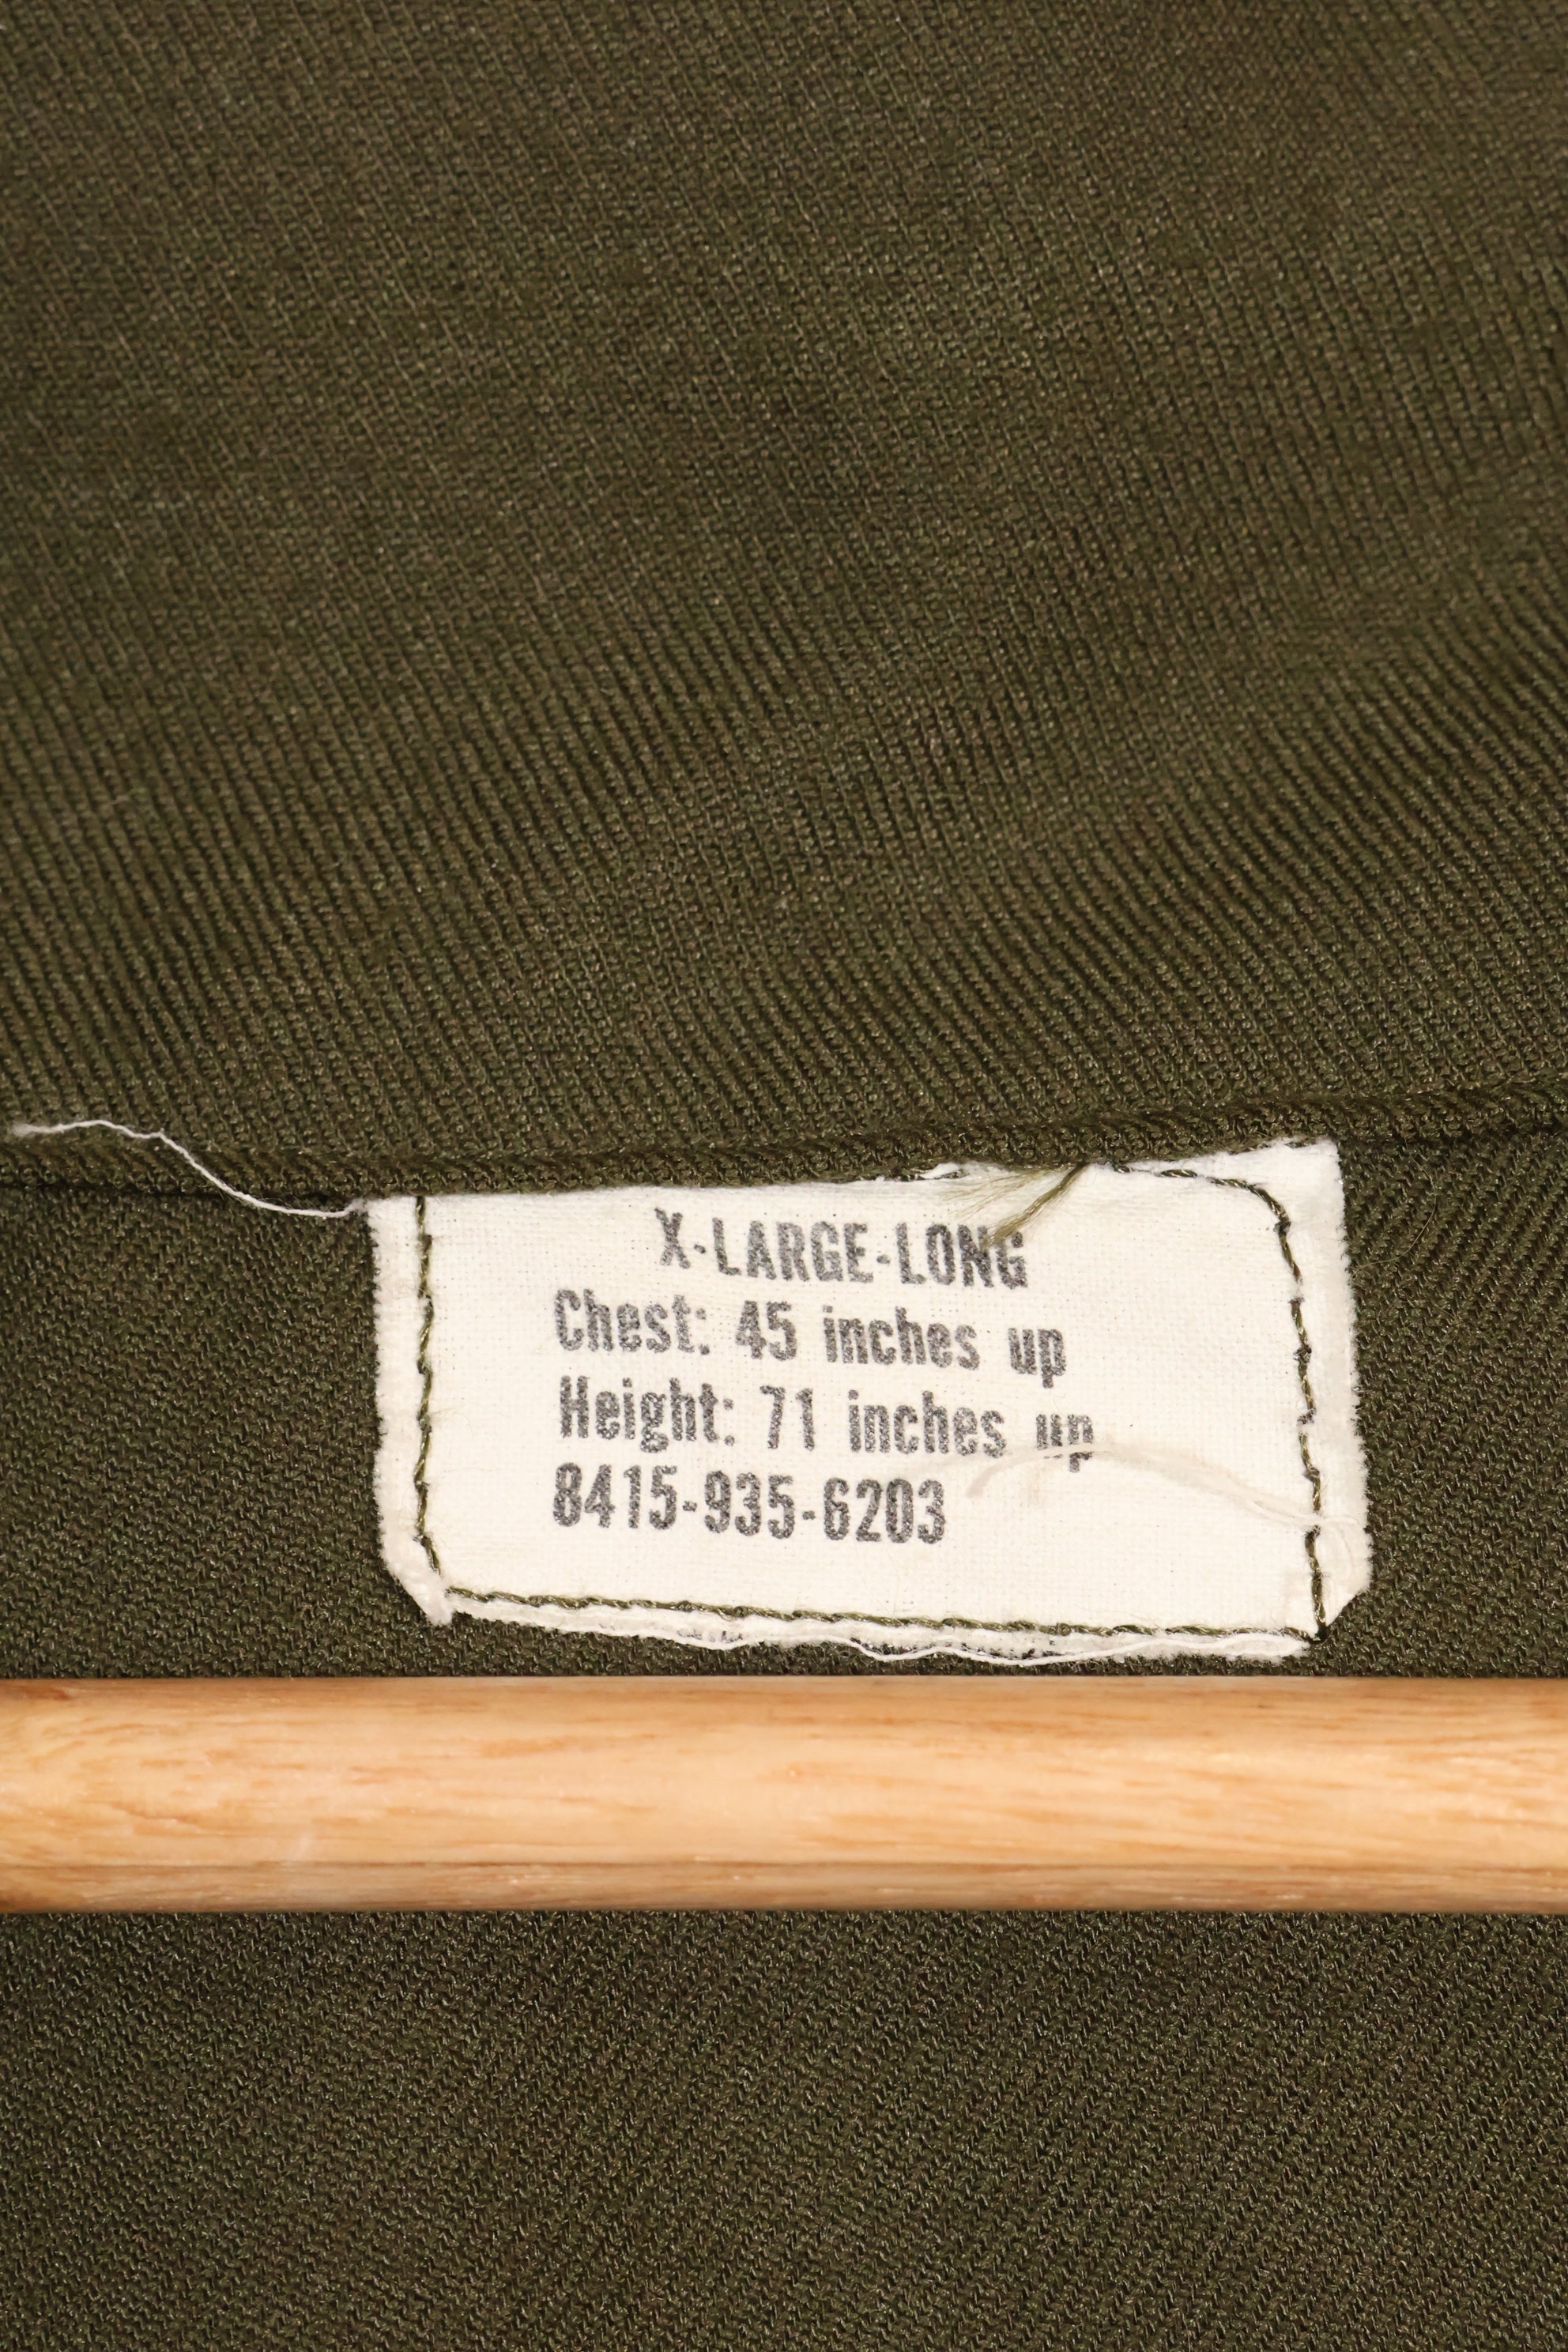 X-LARGE-LONG
Chest: 45 inches up
Height: 71 inches up
8415-935-6203